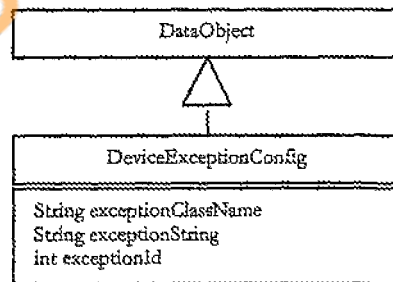 DataObject
DeviceExceptionConfig
String exceptionClassName
String exceptionString
int exceptionId